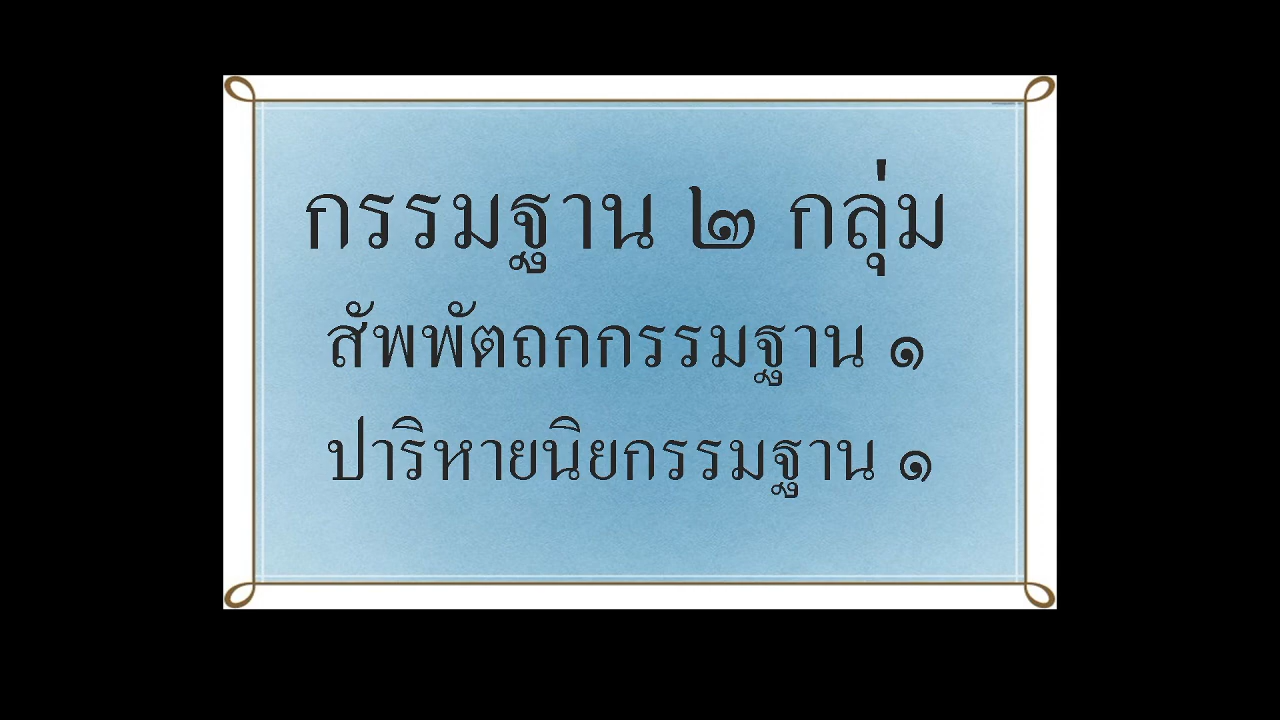 กรรมฐาน ๒ กลุ่ม
สัพพัตถกกรรมฐาน ๑
ปาริหายนิยกรรมฐาน ๑